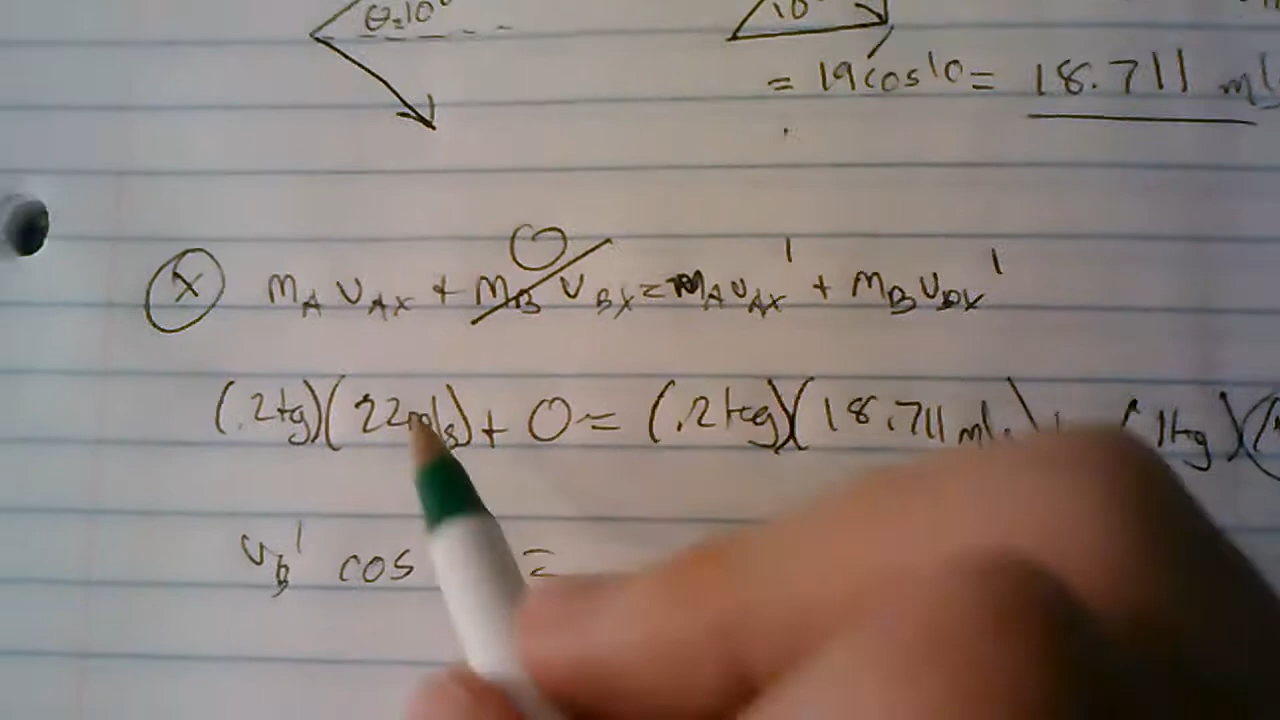 θ=10°
10°
= 19cos10 = 18.711 m/
(X) mA vAx + mB vBx = mA vAx' + mB vBx'
0
(.2kg)(22m/s) + 0 = (.2kg)(18.711 m/ ) (.1kg)(
vB' cos =